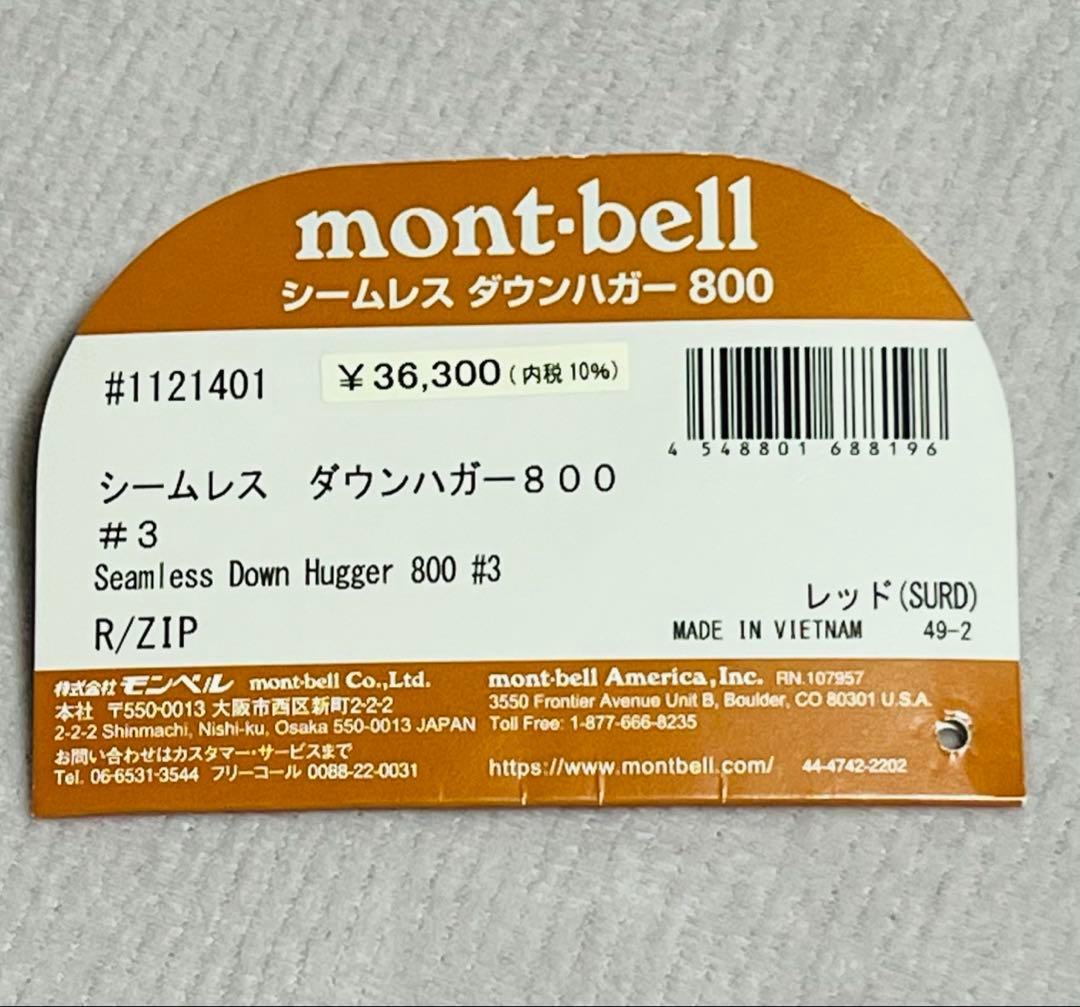 mont·bell
シームレス ダウンハガー 800
#1121401
¥36,300(内税10%)
4 548801 688196
シームレス　ダウンハガー８００
＃３
Seamless Down Hugger 800 #3
R/ZIP
レッド(SURD)
MADE IN VIETNAM 49-2
株式会社モンベル mont·bell Co.,Ltd.
本社 〒550-0013 大阪市西区新町2-2-2
2-2-2 Shinmachi, Nishi-ku, Osaka 550-0013 JAPAN
お問い合わせはカスタマー・サービスまで
Tel. 06-6531-3544 フリーコール 0088-22-0031
mont·bell America,Inc. RN.107957
3550 Frontier Avenue Unit B, Boulder, CO 80301 U.S.A.
Toll Free: 1-877-666-8235
https://www.montbell.com/ 44-4742-2202